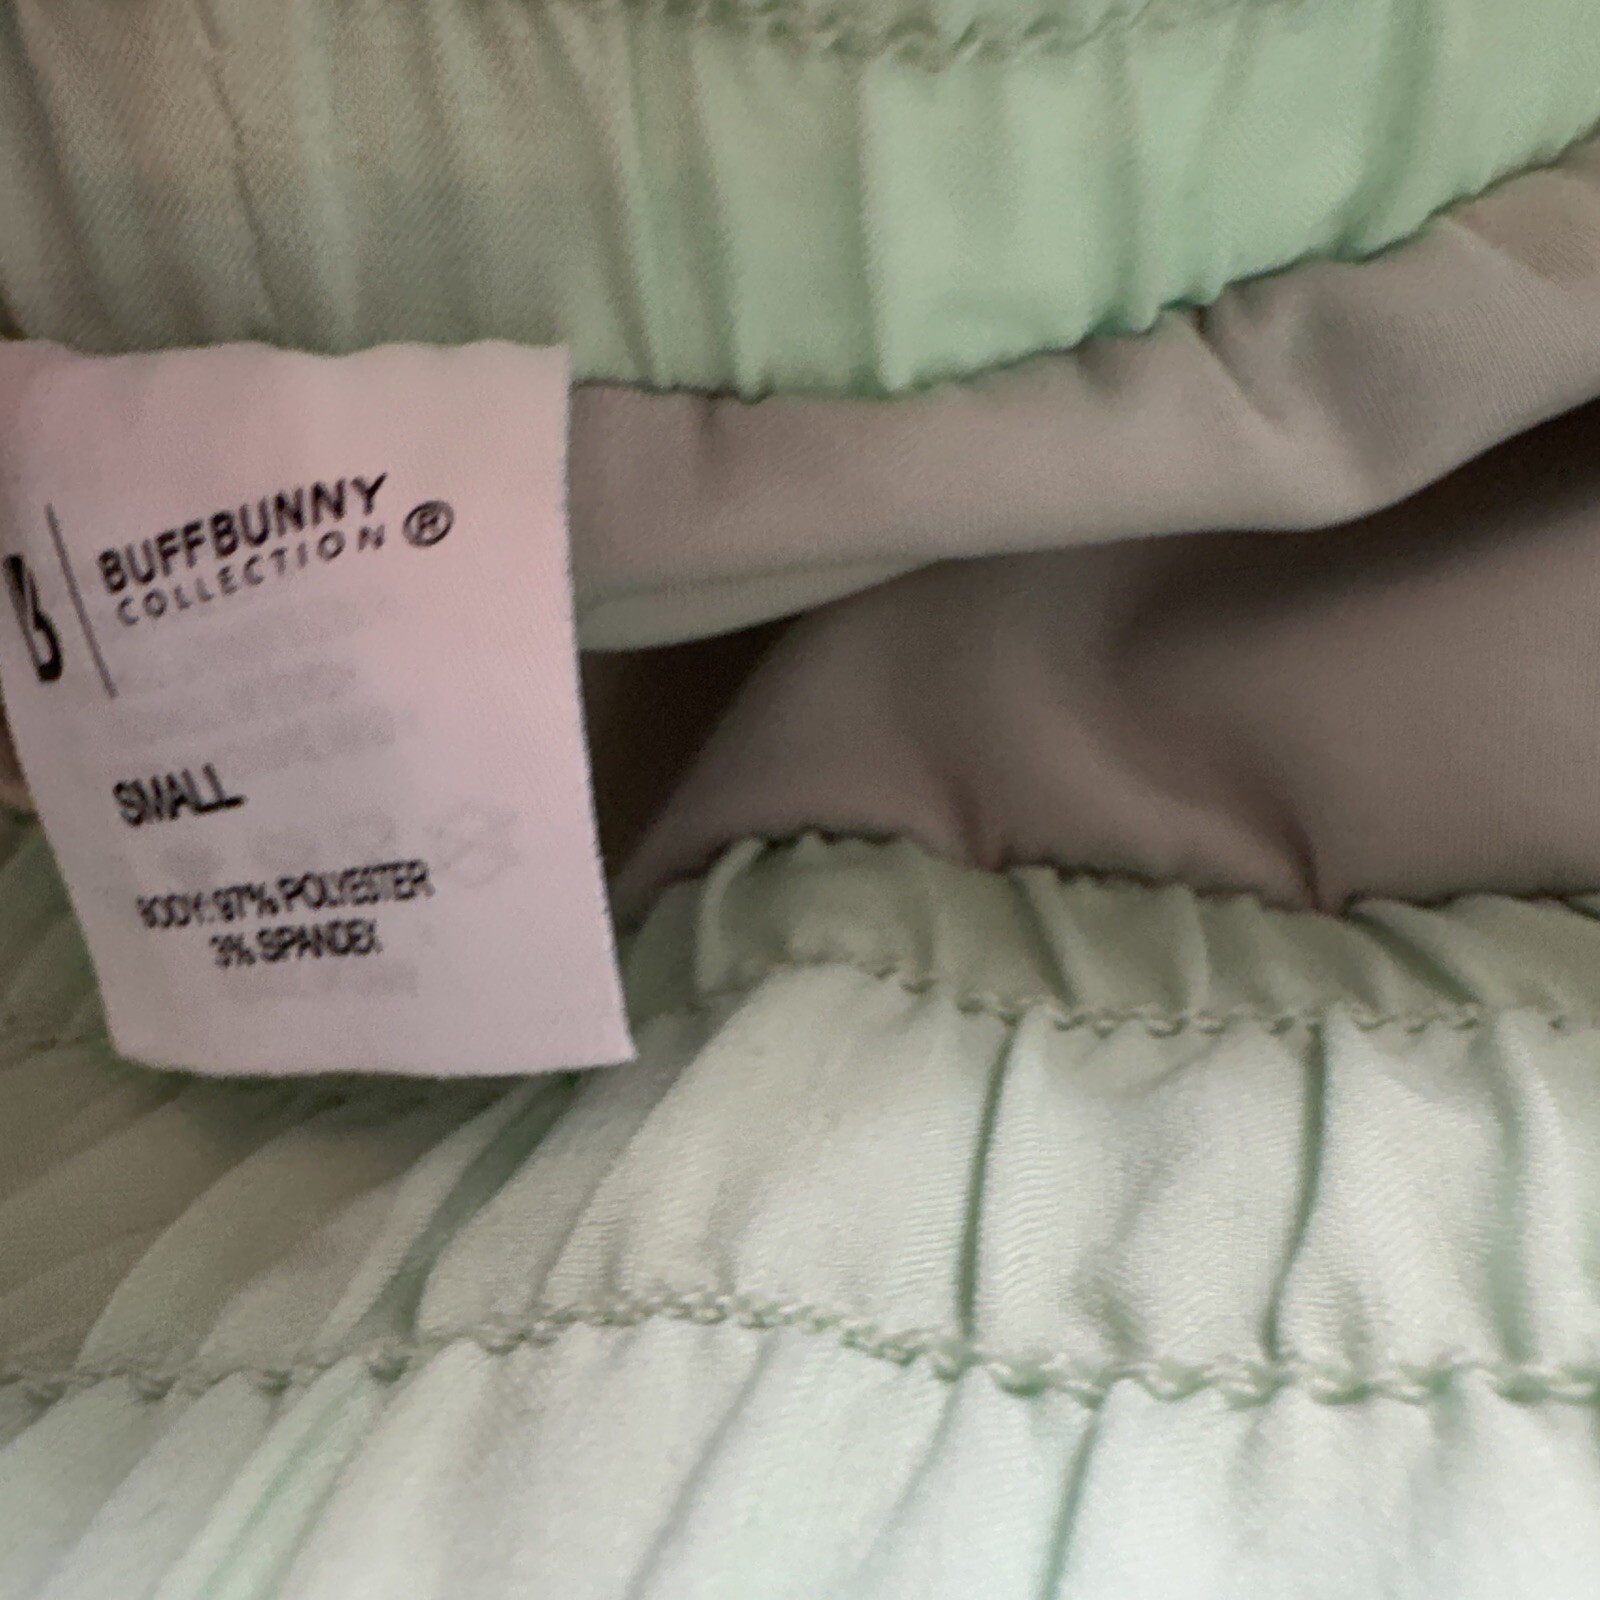 B
BUFFBUNNY
COLLECTION ®
SMALL
BODY: 97% POLYESTER
3% SPANDEX